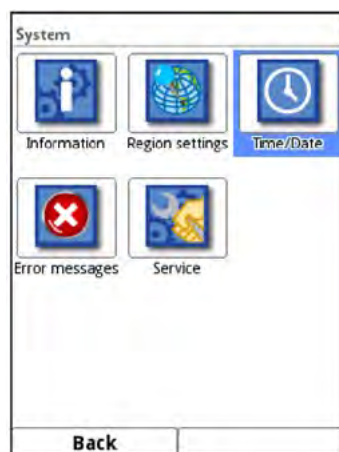 System
Information Region settings Time/Date
Error messages Service
Back